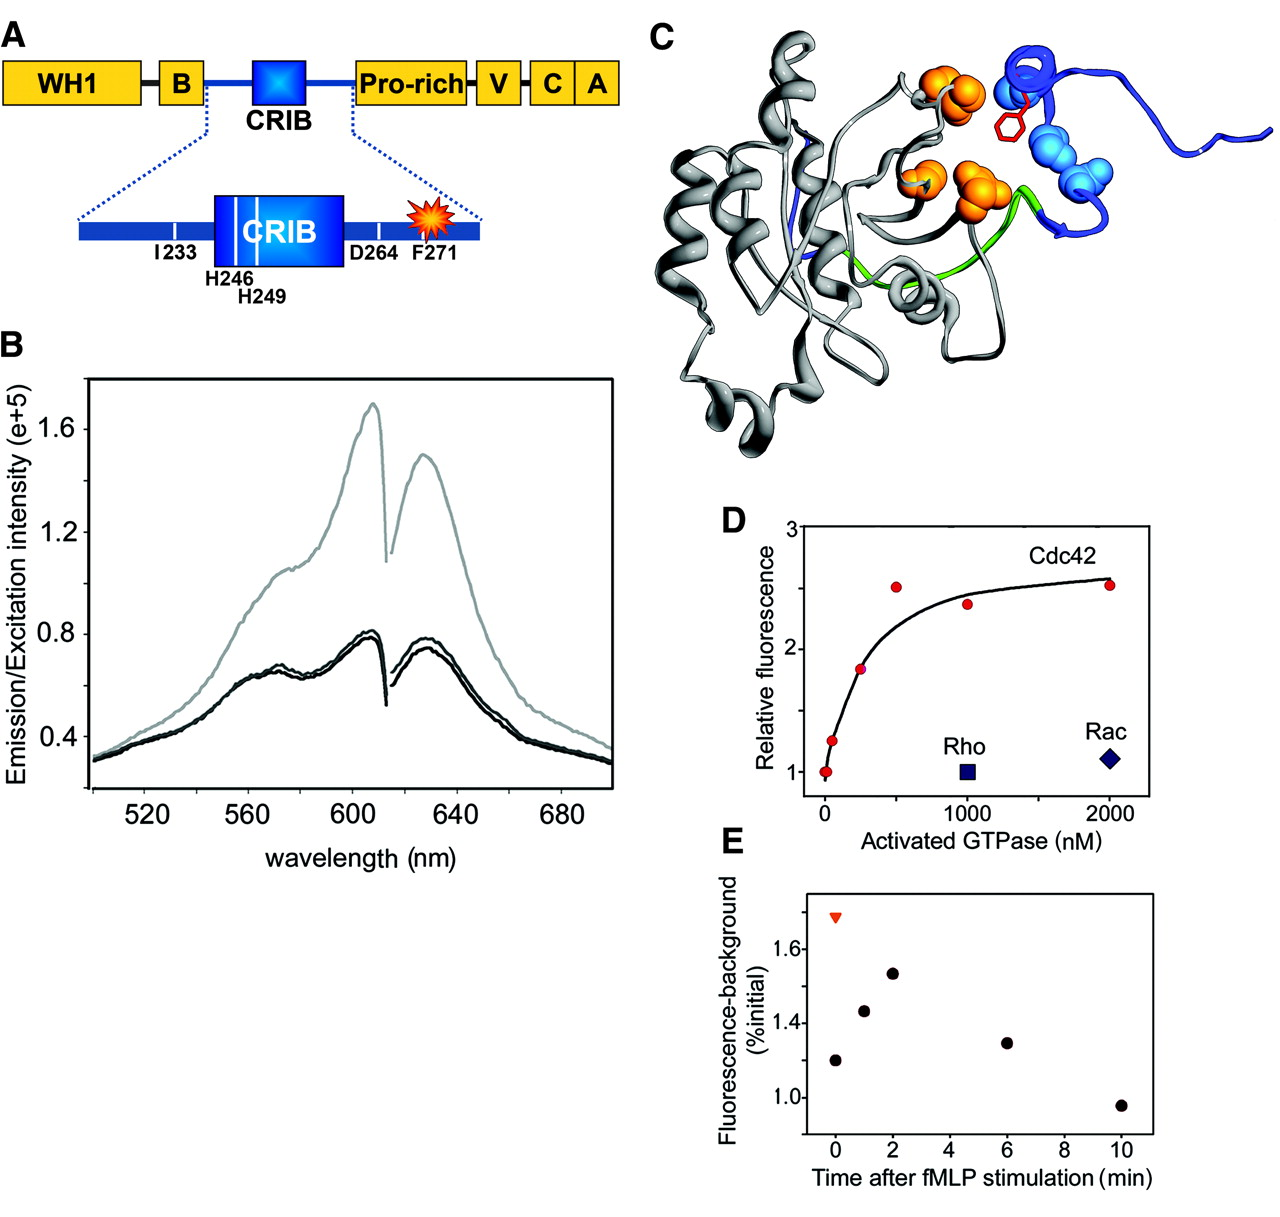 A
WH1 B Pro-rich V C A
CRIB
CRIB
I233 D264 F271
H246
H249
B
Emission/Excitation intensity (e+5)
1.6
1.2
0.8
0.4
520 560 600 640 680
wavelength (nm)
C
D
Relative fluorescence
3
2
1
Cdc42
Rho
Rac
0 1000 2000
Activated GTPase (nM)
E
Fluorescence-background
(%initial)
1.6
1.4
1.0
0 2 4 6 8 10
Time after fMLP stimulation (min)